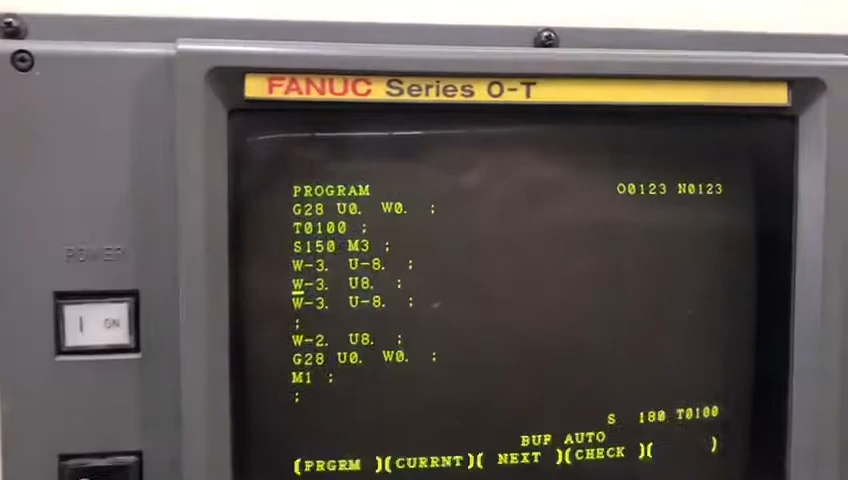 FANUC Series 0-T
PROGRAM O0123 N0123
G28 U0. W0. ;
T0100 ;
S150 M3 ;
W-3. U-8. ;
W-3. U8. ;
W-3. U-8. ;
;
W-2. U8. ;
G28 U0. W0. ;
M1 ;
;
S 180 T0100
BUF AUTO
[PRGRM ][CURRNT][ NEXT ][CHECK ][ ]
POWER
| ON